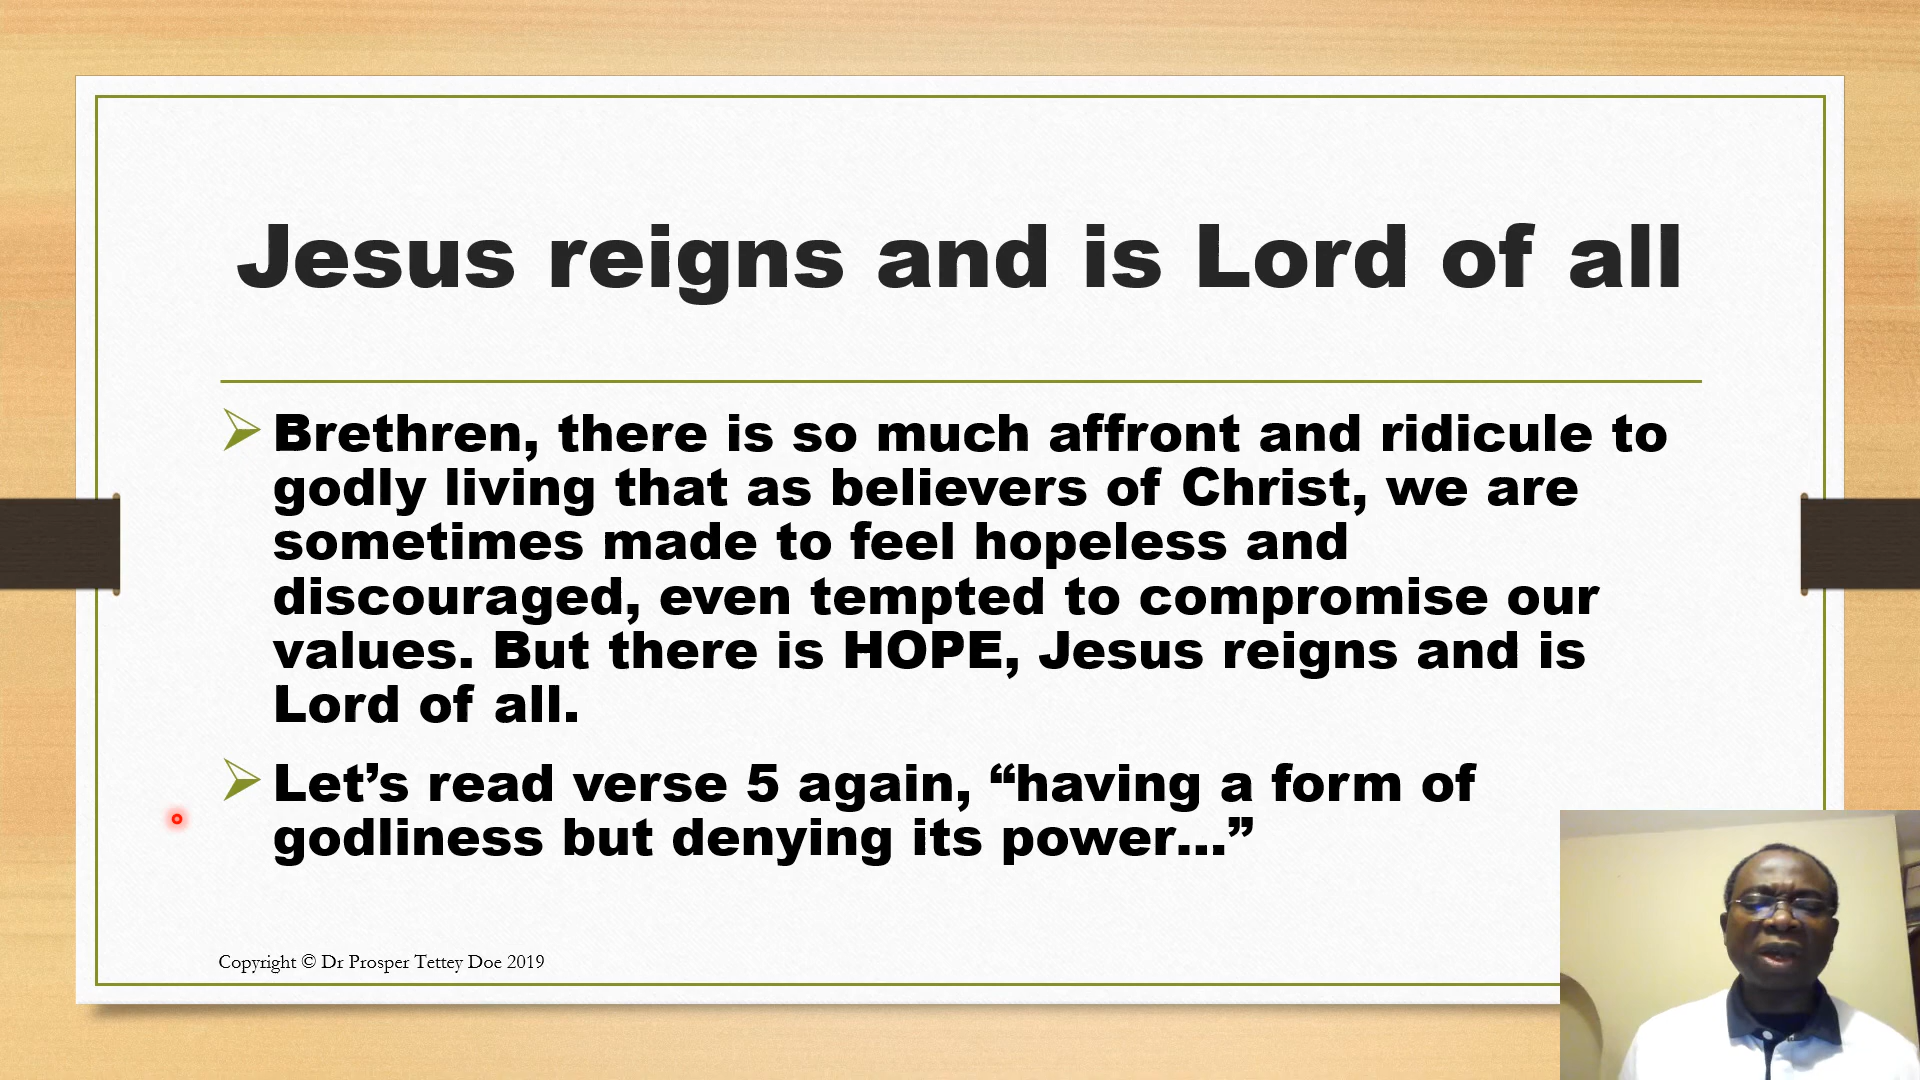 Jesus reigns and is Lord of all
Brethren, there is so much affront and ridicule to
godly living that as believers of Christ, we are
sometimes made to feel hopeless and
discouraged, even tempted to compromise our
values. But there is HOPE, Jesus reigns and is
Lord of all.
Let’s read verse 5 again, “having a form of
godliness but denying its power…”
Copyright © Dr Prosper Tettey Doe 2019